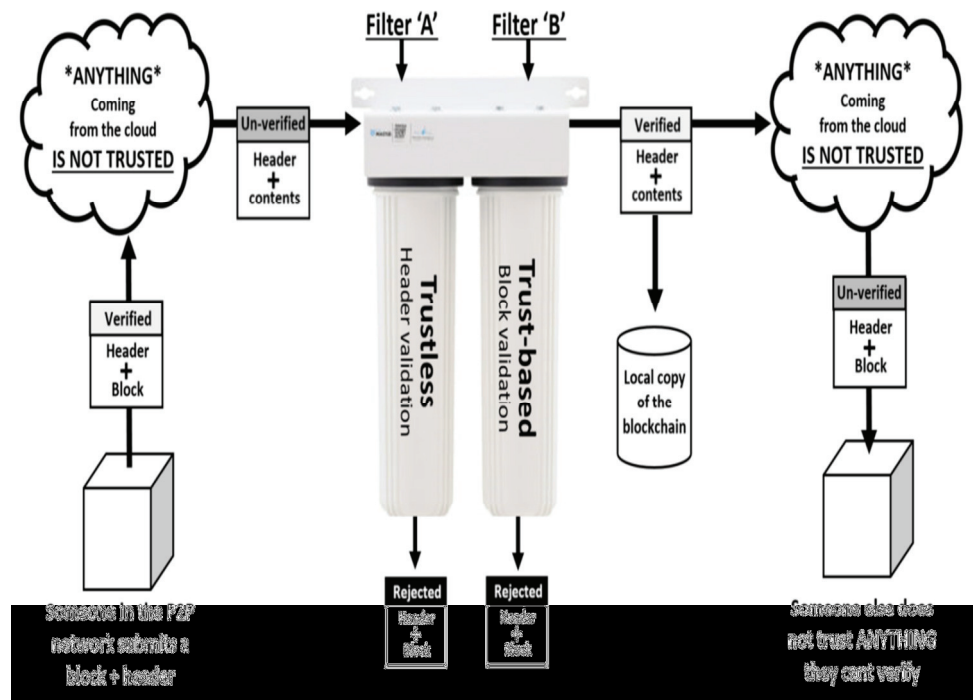 Filter 'A'
Filter 'B'
*ANYTHING*
Coming
from the cloud
IS NOT TRUSTED
Un-verified
Header
+
contents
Verified
Header
+
contents
*ANYTHING*
Coming
from the cloud
IS NOT TRUSTED
Verified
Header
+
Block
Trustless
Header validation
Trust-based
Block validation
Local copy
of the
blockchain
Un-verified
Header
+
Block
Rejected
Header
+
Block
Rejected
Header
+
Block
Someone in the P2P
network submits a
block + header
Someone else does
not trust ANYTHING
they cant verify